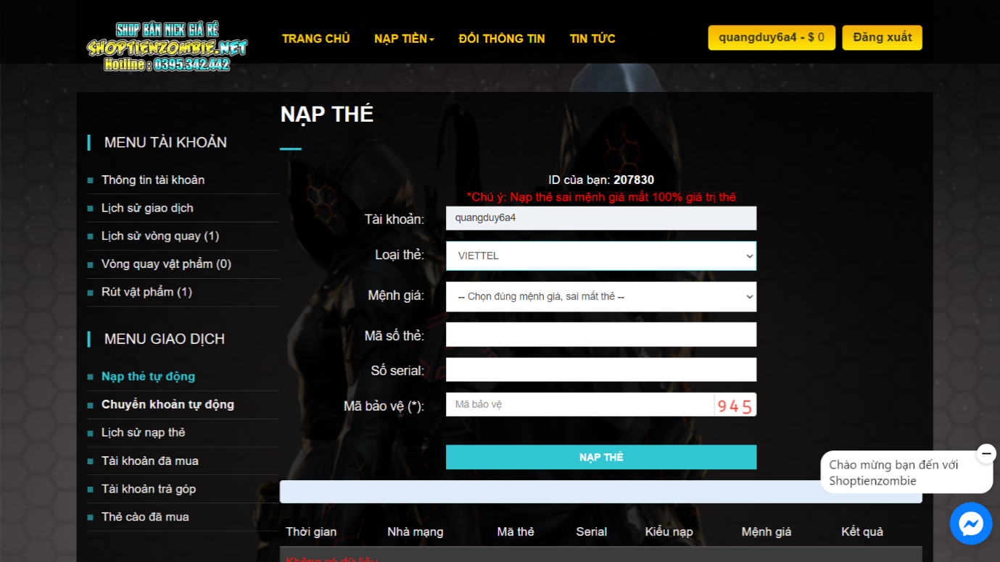 SHOP BÁN NICK GIÁ RẺ
SHOPTIENZOMBIE.NET
Hotline : 0395.342.442
TRANG CHỦ
NẠP TIỀN
ĐỔI THÔNG TIN
TIN TỨC
quangduy6a4 - $ 0
Đăng xuất
MENU TÀI KHOẢN
Thông tin tài khoản
Lịch sử giao dịch
Lịch sử vòng quay (1)
Vòng quay vật phẩm (0)
Rút vật phẩm (1)
MENU GIAO DỊCH
Nạp thẻ tự động
Chuyển khoản tự động
Lịch sử nạp thẻ
Tài khoản đã mua
Tài khoản trả góp
Thẻ cào đã mua
NẠP THẺ
ID của bạn: 207830
*Chú ý: Nạp thẻ sai mệnh giá mất 100% giá trị thẻ
Tài khoản:
quangduy6a4
Loại thẻ:
VIETTEL
Mệnh giá:
-- Chọn đúng mệnh giá, sai mất thẻ --
Mã số thẻ:
Số serial:
Mã bảo vệ (*):
Mã bảo vệ
945
NẠP THẺ
Thời gian
Nhà mạng
Mã thẻ
Serial
Kiểu nạp
Mệnh giá
Kết quả
Không có dữ liệu
Chào mừng bạn đến với
Shoptienzombie